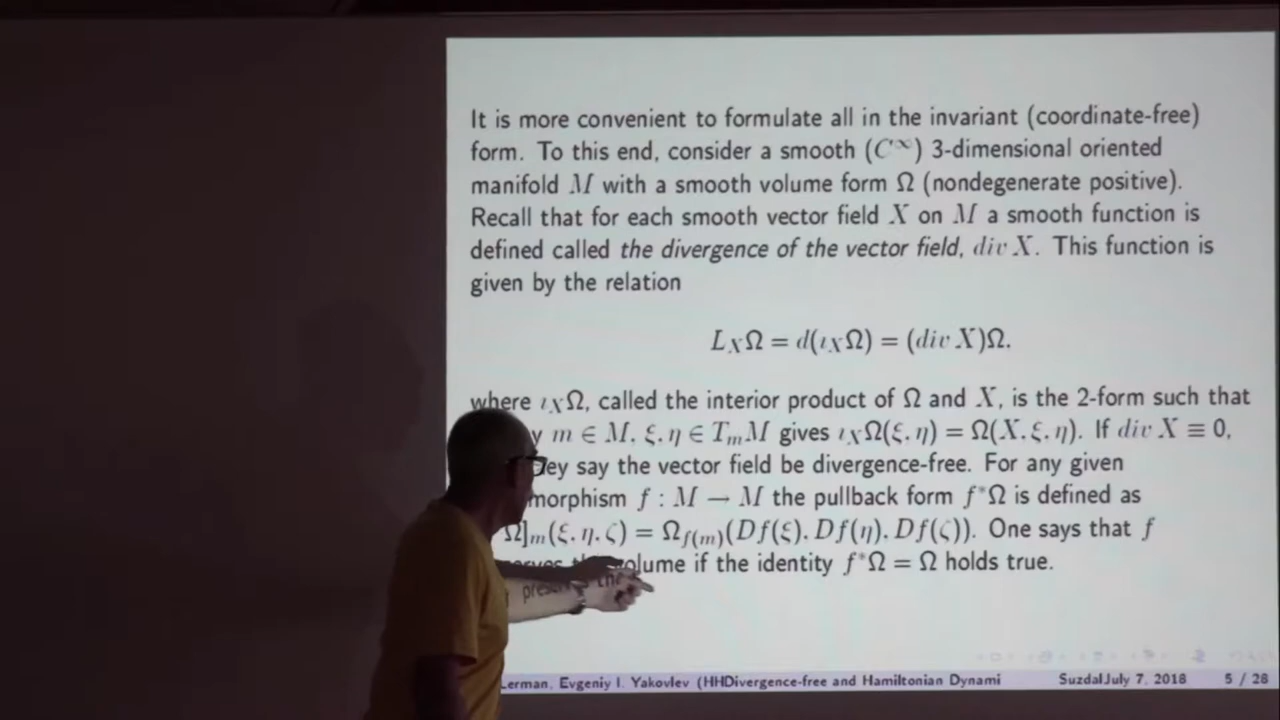 It is more convenient to formulate all in the invariant (coordinate-free)
form. To this end, consider a smooth (C^∞) 3-dimensional oriented
manifold M with a smooth volume form Ω (nondegenerate positive).
Recall that for each smooth vector field X on M a smooth function is
defined called the divergence of the vector field, div X. This function is
given by the relation
L_XΩ = d(ι_XΩ) = (div X)Ω.
where ι_XΩ, called the interior product of Ω and X, is the 2-form such that
m ∈ M, ξ, η ∈ T_mM gives ι_XΩ(ξ, η) = Ω(X, ξ, η). If div X ≡ 0,
say the vector field be divergence-free. For any given
morphism f : M → M the pullback form f*Ω is defined as
Ω]_m(ξ, η, ζ) = Ω_{f(m)}(Df(ξ), Df(η), Df(ζ)). One says that f
the volume if the identity f*Ω = Ω holds true.
Lerman, Evgeniy I. Yakovlev (HHDivergence-free and Hamiltonian Dynami SuzdalJuly 7, 2018 5 / 28